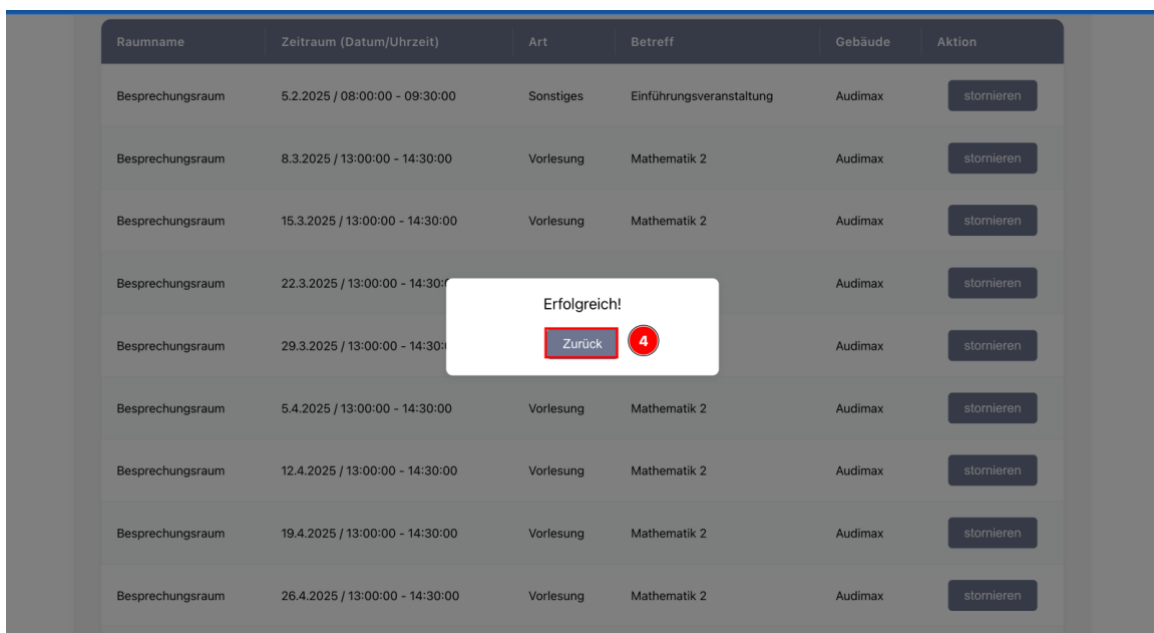 Raumname Zeitraum (Datum/Uhrzeit) Art Betreff Gebäude Aktion
Besprechungsraum 5.2.2025 / 08:00:00 - 09:30:00 Sonstiges Einführungsveranstaltung Audimax stornieren
Besprechungsraum 8.3.2025 / 13:00:00 - 14:30:00 Vorlesung Mathematik 2 Audimax stornieren
Besprechungsraum 15.3.2025 / 13:00:00 - 14:30:00 Vorlesung Mathematik 2 Audimax stornieren
Besprechungsraum 22.3.2025 / 13:00:00 - 14:30: Audimax stornieren
Erfolgreich!
Besprechungsraum 29.3.2025 / 13:00:00 - 14:30: Zurück 4 Audimax stornieren
Besprechungsraum 5.4.2025 / 13:00:00 - 14:30:00 Vorlesung Mathematik 2 Audimax stornieren
Besprechungsraum 12.4.2025 / 13:00:00 - 14:30:00 Vorlesung Mathematik 2 Audimax stornieren
Besprechungsraum 19.4.2025 / 13:00:00 - 14:30:00 Vorlesung Mathematik 2 Audimax stornieren
Besprechungsraum 26.4.2025 / 13:00:00 - 14:30:00 Vorlesung Mathematik 2 Audimax stornieren